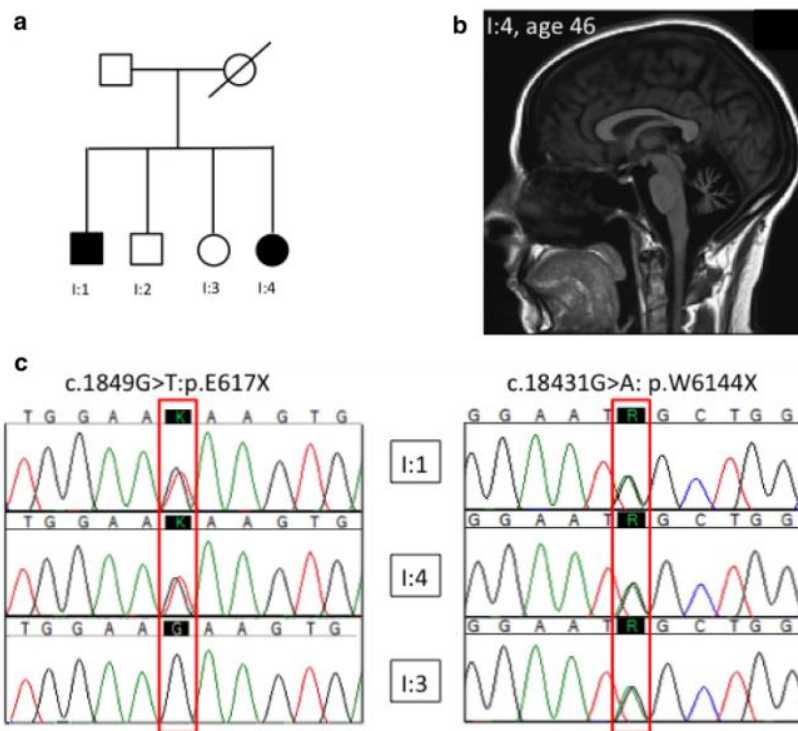 a
I:1 I:2 I:3 I:4
b
I:4, age 46
c
c.1849G>T:p.E617X
T G G A A K A A G T G
T G G A A K A A G T G
T G G A A G A A G T G
I:1
I:4
I:3
c.18431G>A: p.W6144X
G G A A T R G C T G G
G G A A T R G C T G G
G G A A T R G C T G G